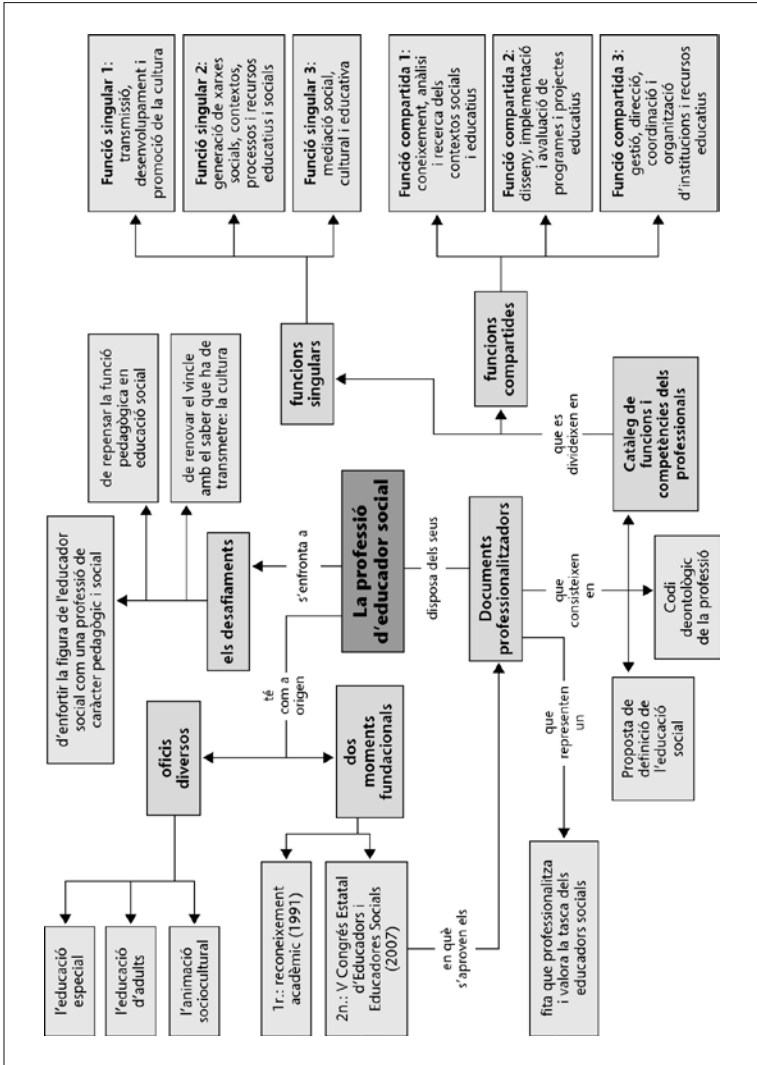 l'educació
especial
l'educació
d'adults
l'animació
sociocultural
oficis
diversos
1r.: reconeixement
acadèmic (1991)
2n.: V Congrés Estatal
d'Educadors i
Educadores Socials
(2007)
dos
moments
fundacionals
té
com a
origen
d'enfortir la figura de l'educador
social com una professió de
caràcter pedagògic i social
de repensar la funció
pedagògica en
educació social
de renovar el vincle
amb el saber que ha de
transmetre: la cultura
els desafiaments
s'enfronta a
La professió
d'educador social
disposa dels seus
Documents
professionalitzadors
en què
s'aproven els
que
representen
un
fita que professionalitza
i valora la tasca dels
educadors socials
que
consisteixen
en
Proposta de
definició de
l'educació
social
Codi
deontològic
de la professió
Catàleg de
funcions i
competències dels
professionals
que es
divideixen en
funcions
singulars
funcions
compartides
Funció singular 1:
transmissió,
desenvolupament i
promoció de la cultura
Funció singular 2:
generació de xarxes
socials, contextos,
processos i recursos
educatius i socials
Funció singular 3:
mediació social,
cultural i educativa
Funció compartida 1:
coneixement, anàlisi
i recerca dels
contextos socials
i educatius
Funció compartida 2:
disseny, implementació
i avaluació de
programes i projectes
educatius
Funció compartida 3:
gestió, direcció,
coordinació i
organització
d'institucions i recursos
educatius